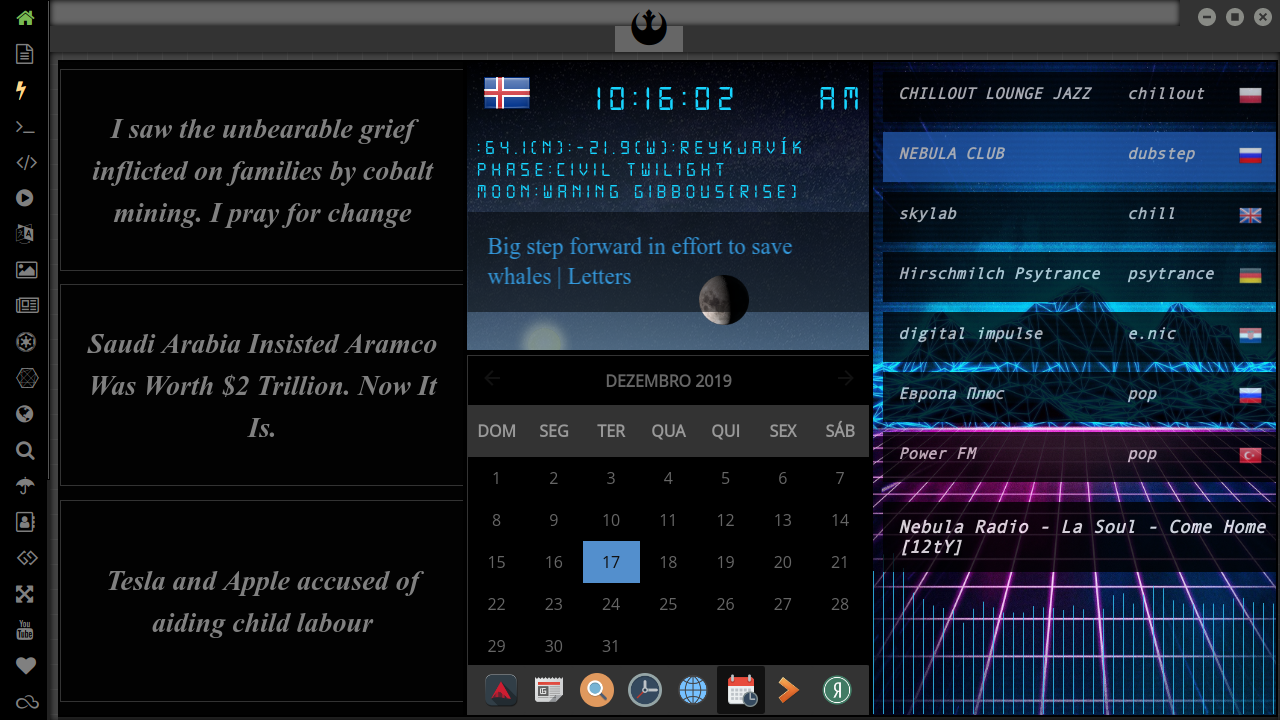 I saw the unbearable grief
inflicted on families by cobalt
mining. I pray for change
Saudi Arabia Insisted Aramco
Was Worth $2 Trillion. Now It
Is.
Tesla and Apple accused of
aiding child labour
10:16:02 AM
:64.1(N):-21.9(W):REYKJAVÍK
PHASE:CIVIL TWILIGHT
MOON:WANING GIBBOUS(RISE)
Big step forward in effort to save
whales | Letters
DEZEMBRO 2019
DOM SEG TER QUA QUI SEX SÁB
1 2 3 4 5 6 7
8 9 10 11 12 13 14
15 16 17 18 19 20 21
22 23 24 25 26 27 28
29 30 31
CHILLOUT LOUNGE JAZZ chillout
NEBULA CLUB dubstep
skylab chill
Hirschmilch Psytrance psytrance
digital impulse e.nic
Европа Плюс pop
Power FM pop
Nebula Radio - La Soul - Come Home
[12tY]
You
Tube